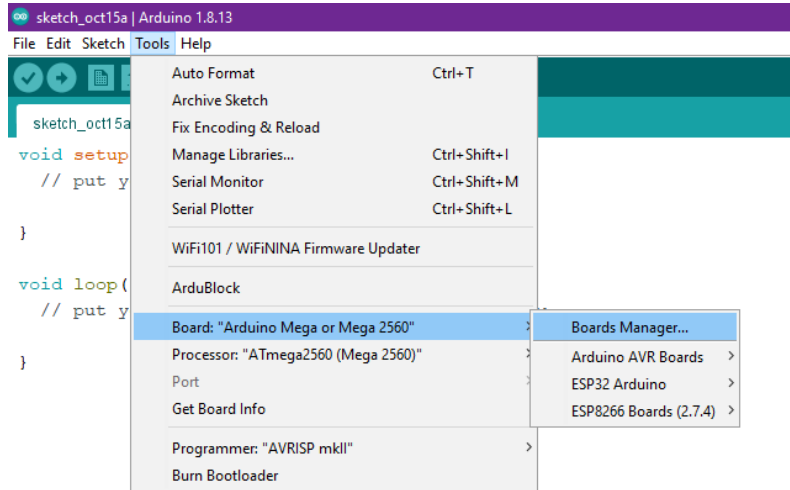 sketch_oct15a | Arduino 1.8.13
File Edit Sketch Tools Help
sketch_oct15a
void setup
// put y
}
void loop(
// put y
}
Auto Format Ctrl+T
Archive Sketch
Fix Encoding & Reload
Manage Libraries... Ctrl+Shift+I
Serial Monitor Ctrl+Shift+M
Serial Plotter Ctrl+Shift+L
WiFi101 / WiFiNINA Firmware Updater
ArduBlock
Board: "Arduino Mega or Mega 2560"
Processor: "ATmega2560 (Mega 2560)"
Port
Get Board Info
Programmer: "AVRISP mkII"
Burn Bootloader
Boards Manager...
Arduino AVR Boards
ESP32 Arduino
ESP8266 Boards (2.7.4)